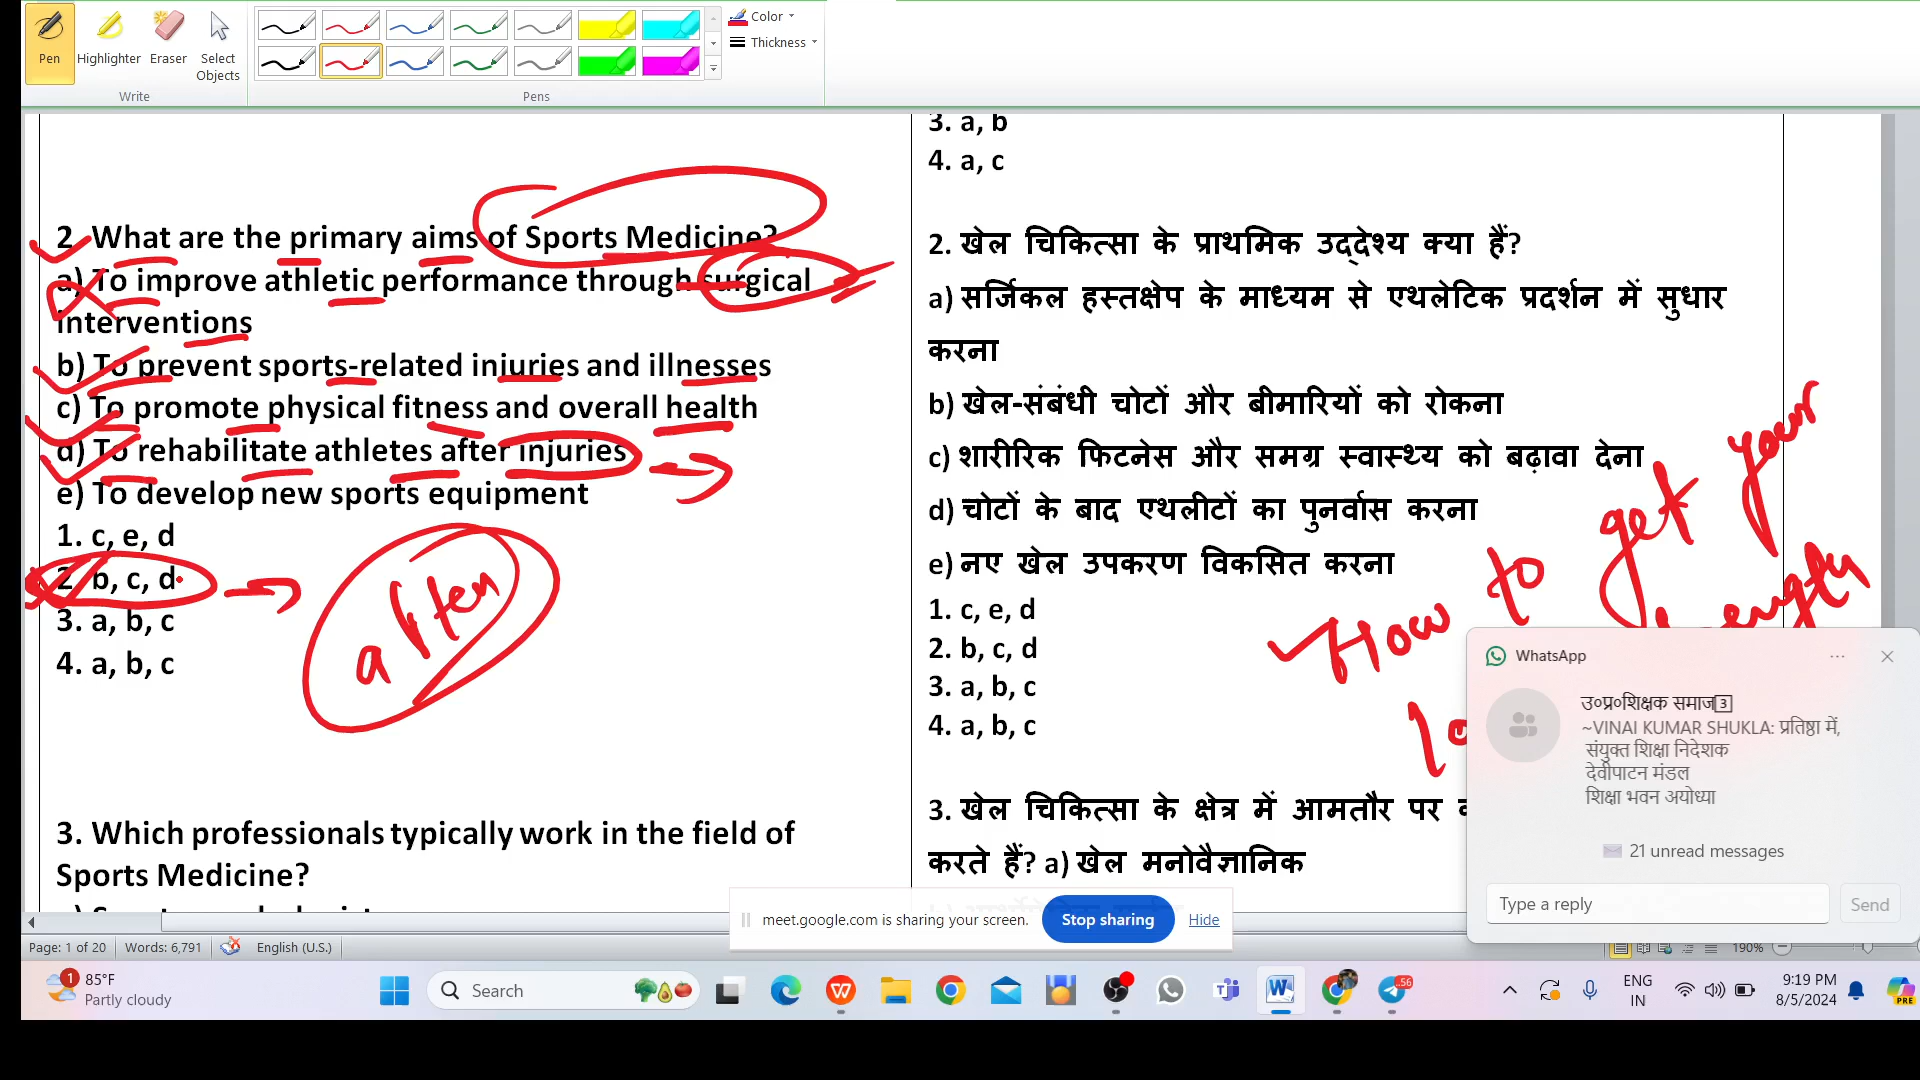 Pen
Highlighter
Eraser
Select
Objects
Write
Pens
Color
Thickness
2. What are the primary aims of Sports Medicine?
a) To improve athletic performance through surgical
interventions
b) To prevent sports-related injuries and illnesses
c) To promote physical fitness and overall health
d) To rehabilitate athletes after injuries
e) To develop new sports equipment
1. c, e, d
2. b, c, d
3. a, b, c
4. a, b, c
3. Which professionals typically work in the field of
Sports Medicine?
3. a, b
4. a, c
2. खेल चिकित्सा के प्राथमिक उद्देश्य क्या हैं?
a) सर्जिकल हस्तक्षेप के माध्यम से एथलेटिक प्रदर्शन में सुधार
करना
b) खेल-संबंधी चोटों और बीमारियों को रोकना
c) शारीरिक फिटनेस और समग्र स्वास्थ्य को बढ़ावा देना
d) चोटों के बाद एथलीटों का पुनर्वास करना
e) नए खेल उपकरण विकसित करना
1. c, e, d
2. b, c, d
3. a, b, c
4. a, b, c
3. खेल चिकित्सा के क्षेत्र में आमतौर पर
करते हैं? a) खेल मनोवैज्ञानिक
How to get your
WhatsApp
उ०प्र०शिक्षक समाज3
~VINAI KUMAR SHUKLA: प्रतिष्ठा में,
संयुक्त शिक्षा निदेशक
देवीपाटन मंडल
शिक्षा भवन अयोध्या
21 unread messages
Type a reply
Send
meet.google.com is sharing your screen.
Stop sharing
Hide
Page: 1 of 20
Words: 6,791
English (U.S.)
190%
1
85°F
Partly cloudy
Search
56
ENG
IN
9:19 PM
8/5/2024
PRE